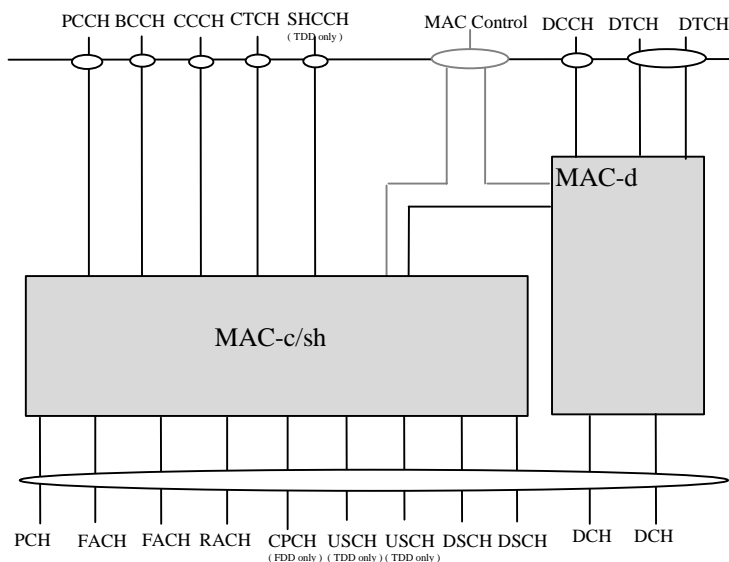 PCCH BCCH CCCH CTCH SHCCH MAC Control DCCH DTCH DTCH
( TDD only )
MAC-d
MAC-c/sh
PCH FACH FACH RACH CPCH USCH USCH DSCH DSCH DCH DCH
( FDD only ) ( TDD only ) ( TDD only )